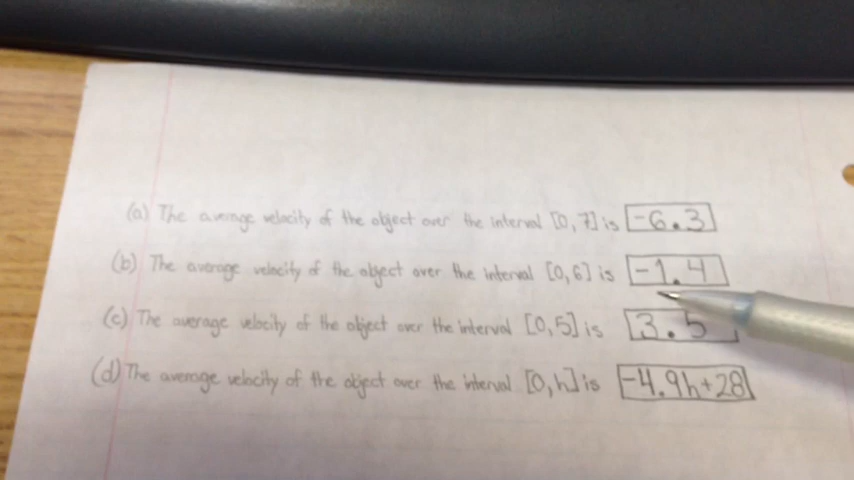 (a) The average velocity of the object over the interval [0,7] is -6.3
(b) The average velocity of the object over the interval [0,6] is -1.4
(c) The average velocity of the object over the interval [0,5] is 3.5
(d) The average velocity of the object over the interval [0,h] is -4.9h+28